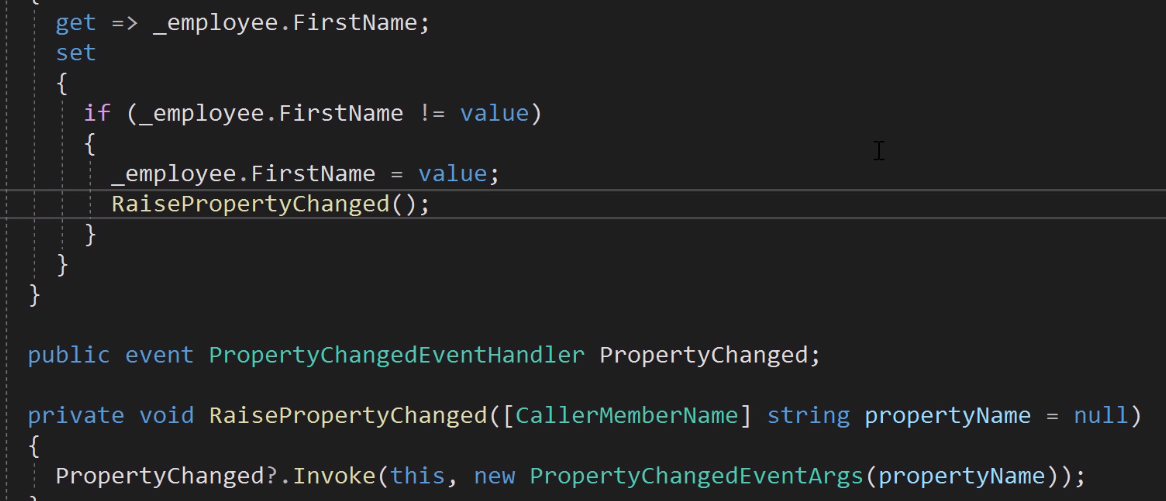 {
get => _employee.FirstName;
set
{
if (_employee.FirstName != value)
{
_employee.FirstName = value;
RaisePropertyChanged();
}
}
}
public event PropertyChangedEventHandler PropertyChanged;
private void RaisePropertyChanged([CallerMemberName] string propertyName = null)
{
PropertyChanged?.Invoke(this, new PropertyChangedEventArgs(propertyName));
}